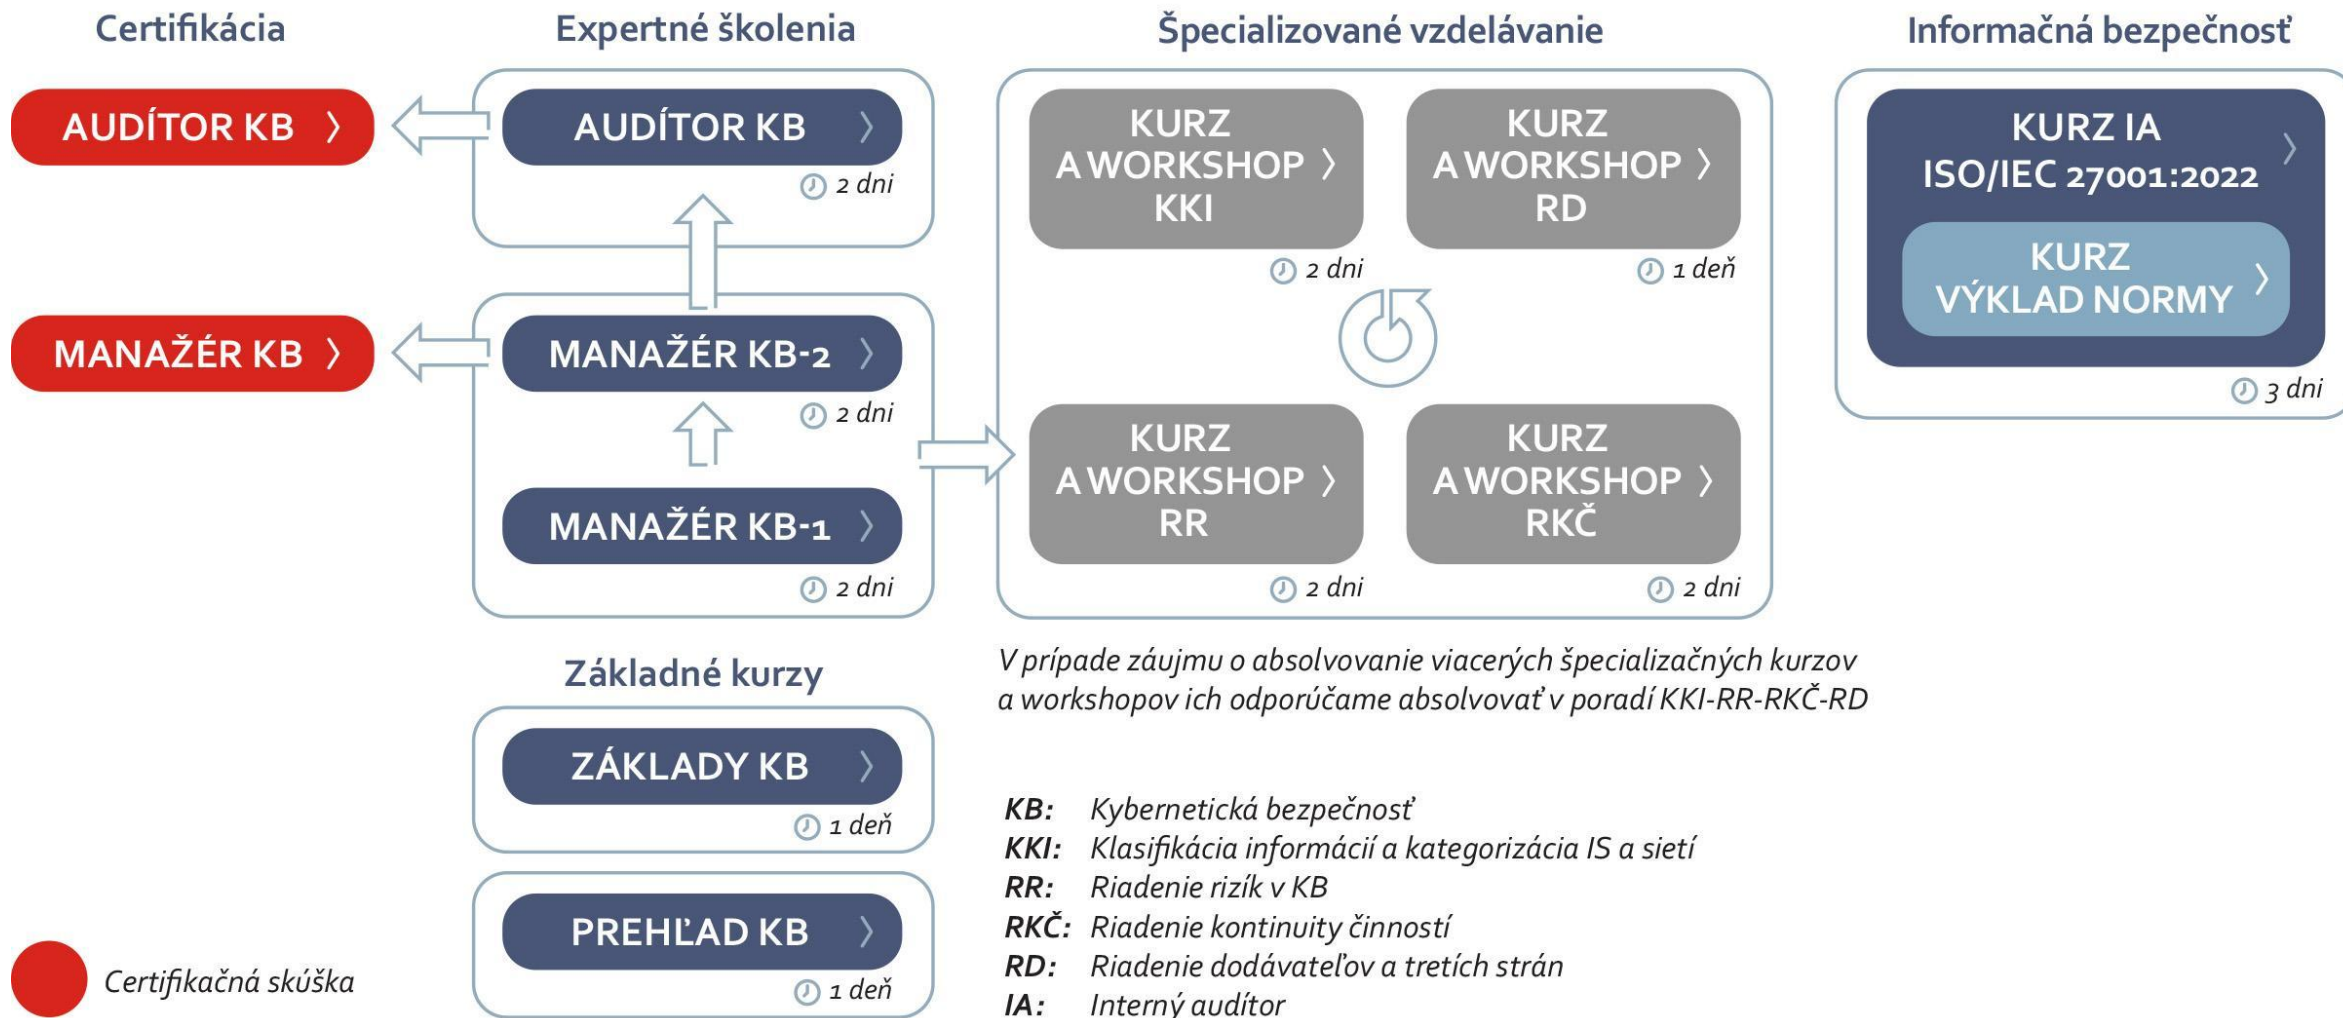 Certifikácia
AUDÍTOR KB
MANAŽÉR KB
Expertné školenia
AUDÍTOR KB
2 dni
MANAŽÉR KB-2
2 dni
MANAŽÉR KB-1
2 dni
Základné kurzy
ZÁKLADY KB
1 deň
PREHĽAD KB
1 deň
Špecializované vzdelávanie
KURZ
A WORKSHOP
KKI
2 dni
KURZ
A WORKSHOP
RD
1 deň
KURZ
A WORKSHOP
RR
2 dni
KURZ
A WORKSHOP
RKČ
2 dni
V prípade záujmu o absolvovanie viacerých špecializačných kurzov
a workshopov ich odporúčame absolvovať v poradí KKI-RR-RKČ-RD
Informačná bezpečnosť
KURZ IA
ISO/IEC 27001:2022
KURZ
VÝKLAD NORMY
3 dni
KB: Kybernetická bezpečnosť
KKI: Klasifikácia informácií a kategorizácia IS a sietí
RR: Riadenie rizík v KB
RKČ: Riadenie kontinuity činností
RD: Riadenie dodávateľov a tretích strán
IA: Interný audítor
Certifikačná skúška